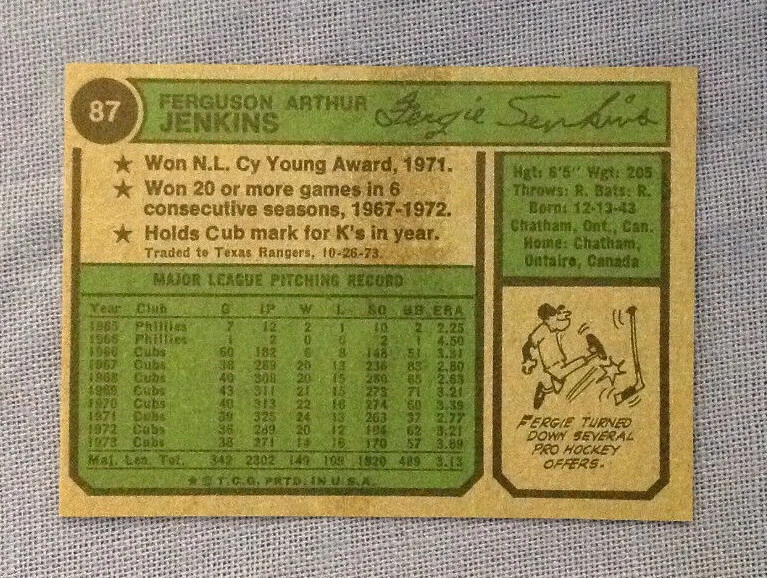 87
FERGUSON ARTHUR
JENKINS
Fergie Jenkins
★ Won N.L. Cy Young Award, 1971.
★ Won 20 or more games in 6
consecutive seasons, 1967-1972.
★ Holds Cub mark for K's in year.
Traded to Texas Rangers, 10-26-73.
Hgt: 6'5" Wgt: 205
Throws: R. Bats: R.
Born: 12-13-43
Chatham, Ont., Can.
Home: Chatham,
Ontairo, Canada
MAJOR LEAGUE PITCHING RECORD
Year Club G IP W L SO BB ERA
1965 Phillies 7 12 2 1 10 2 2.25
1966 Phillies 1 2 0 0 2 1 4.50
1966 Cubs 60 182 6 8 148 51 3.31
1967 Cubs 38 289 20 13 236 83 2.80
1968 Cubs 40 308 20 15 260 65 2.63
1969 Cubs 43 311 21 15 273 71 3.21
1970 Cubs 40 313 22 16 274 60 3.39
1971 Cubs 39 325 24 13 263 37 2.77
1972 Cubs 36 289 20 12 184 62 3.21
1973 Cubs 38 271 14 16 170 57 3.89
Maj. Lea. Tot. 342 2302 149 109 1820 489 3.13
★ © T.C.G. PRTD. IN U.S.A.
FERGIE TURNED
DOWN SEVERAL
PRO HOCKEY
OFFERS.